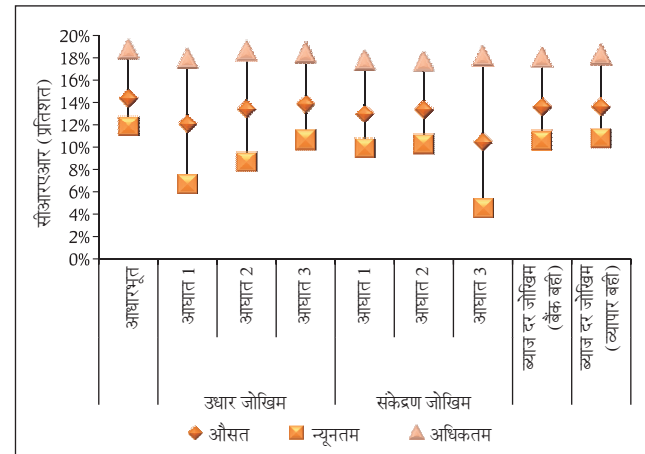 सीआरएआर (प्रतिशत)
20%
18%
16%
14%
12%
10%
8%
6%
4%
2%
0%
आधारभूत
आघात 1
आघात 2
आघात 3
आघात 1
आघात 2
आघात 3
ब्याज दर जोखिम
(बैंक बही)
ब्याज दर जोखिम
(व्यापार बही)
उधार जोखिम
संकेद्रण जोखिम
औसत
न्यूनतम
अधिकतम